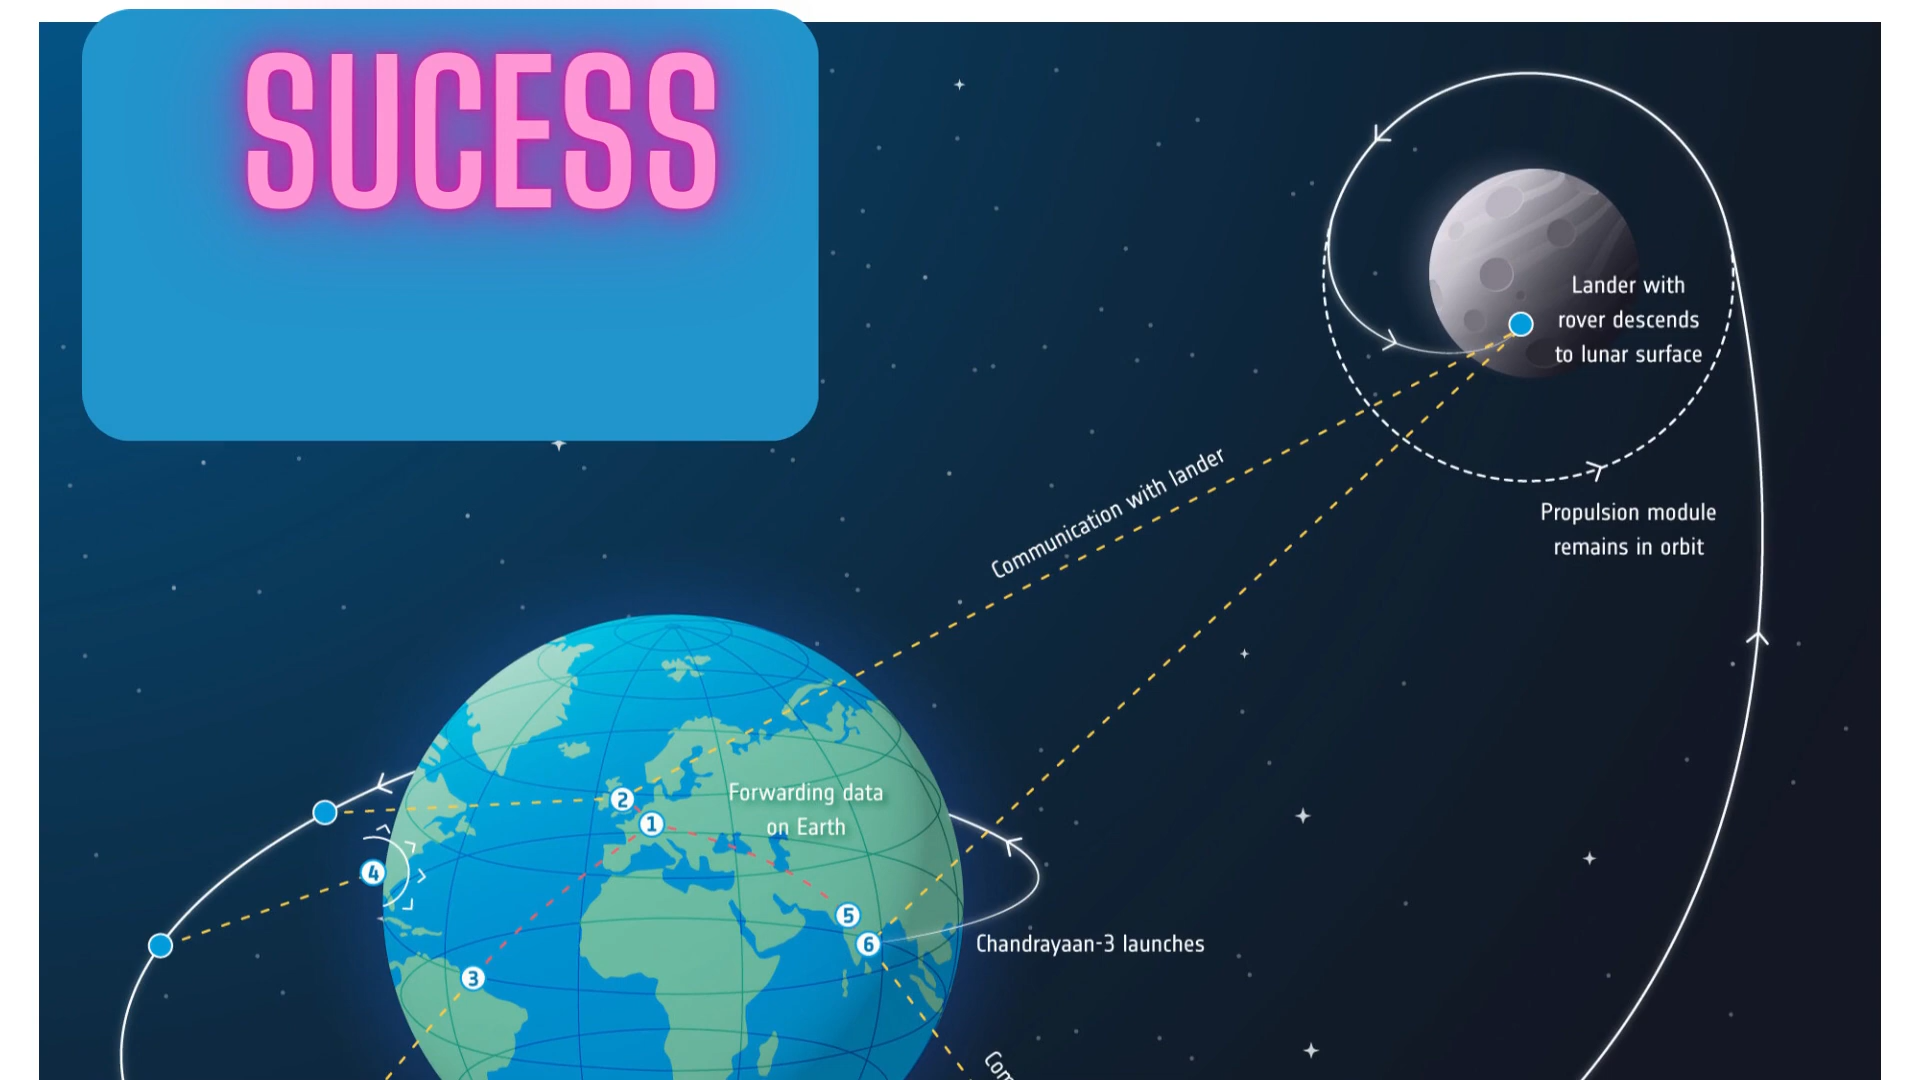 SUCESS
Lander with
rover descends
to lunar surface
Communication with lander
Propulsion module
remains in orbit
Forwarding data
on Earth
2
1
4
5
6
3
Chandrayaan-3 launches
Com